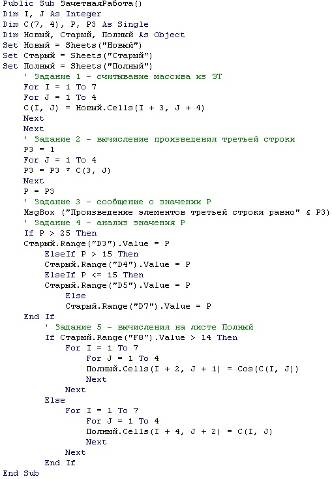 Public Sub ЗачетнаяРабота()
Dim I, J As Integer
Dim C(7, 4), P, P3 As Single
Dim Новый, Старый, Полный As Object
Set Новый = Sheets("Новый")
Set Старый = Sheets("Старый")
Set Полный = Sheets("Полный")
' Задание 1 - считывание массива из ЭТ
For I = 1 To 7
For J = 1 To 4
C(I, J) = Новый.Cells(I + 3, J + 4)
Next
Next
' Задание 2 - вычисление произведения третьей строки
P3 = 1
For J = 1 To 4
P3 = P3 * C(3, J)
Next
P = P3
' Задание 3 - сообщение о значении P
MsgBox ("Произведение элементов третьей строки равно" & P3)
' Задание 4 - анализ значения P
If P > 25 Then
Старый.Range("D3").Value = P
ElseIf P > 15 Then
Старый.Range("D4").Value = P
ElseIf P <= 15 Then
Старый.Range("D5").Value = P
Else
Старый.Range("D7").Value = P
End If
' Задание 5 - вычисления на листе Полный
If Старый.Range("F8").Value > 14 Then
For I = 1 To 7
For J = 1 To 4
Полный.Cells(I + 2, J + 1) = Cos(C(I, J))
Next
Next
Else
For I = 1 To 7
For J = 1 To 4
Полный.Cells(I + 4, J + 2) = C(I, J)
Next
Next
End If
End Sub